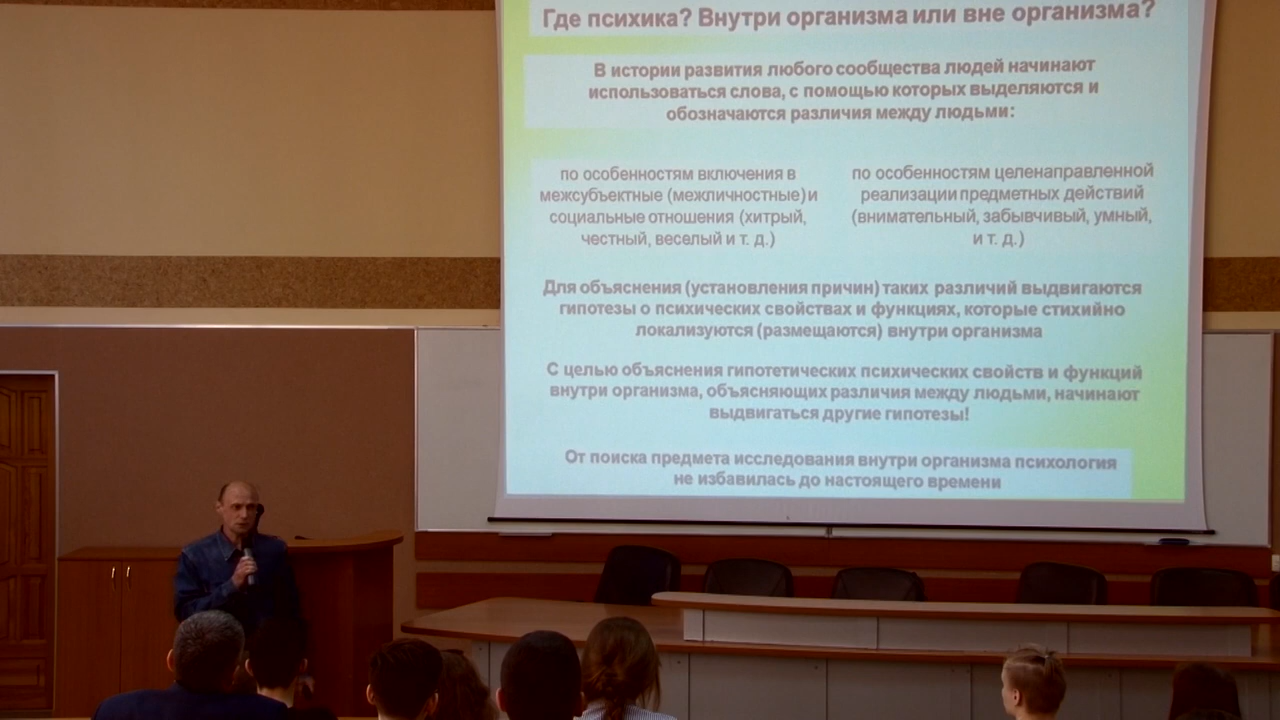 Где психика? Внутри организма или вне организма?
В истории развития любого сообщества людей начинают
использоваться слова, с помощью которых выделяются и
обозначаются различия между людьми:
по особенностям включения в
межсубъектные (межличностные) и
социальные отношения (хитрый,
честный, веселый и т. д.)
по особенностям целенаправленной
реализации предметных действий
(внимательный, забывчивый, умный,
и т. д.)
Для объяснения (установления причин) таких различий выдвигаются
гипотезы о психических свойствах и функциях, которые стихийно
локализуются (размещаются) внутри организма
С целью объяснения гипотетических психических свойств и функций
внутри организма, объясняющих различия между людьми, начинают
выдвигаться другие гипотезы!
От поиска предмета исследования внутри организма психология
не избавилась до настоящего времени